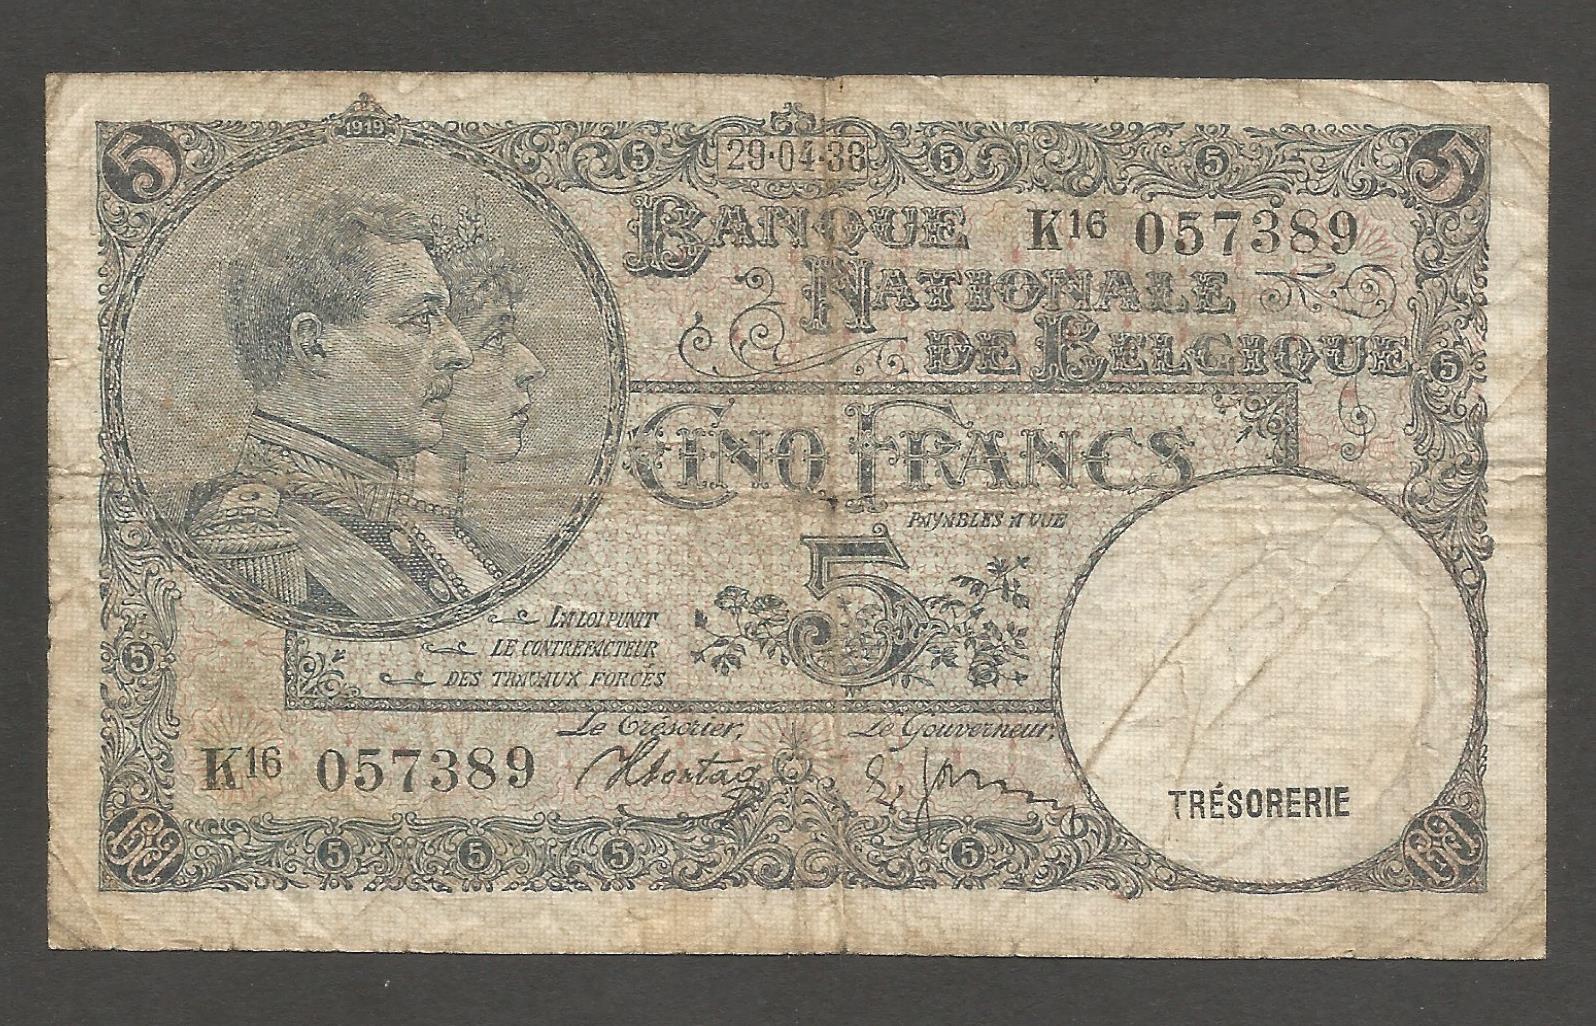 5
1919
5
29·04·38
5
5
5
BANQUE
K16 057389
NATIONALE
DE BELGIQUE
5
CINQ FRANCS
PAYABLES A VUE
5
LA LOI PUNIT
LE CONTREFACTEUR
DES TRAVAUX FORCÉS
5
Le Trésorier,
Le Gouverneur,
K16 057389
TRÉSORERIE
5
5
5
5